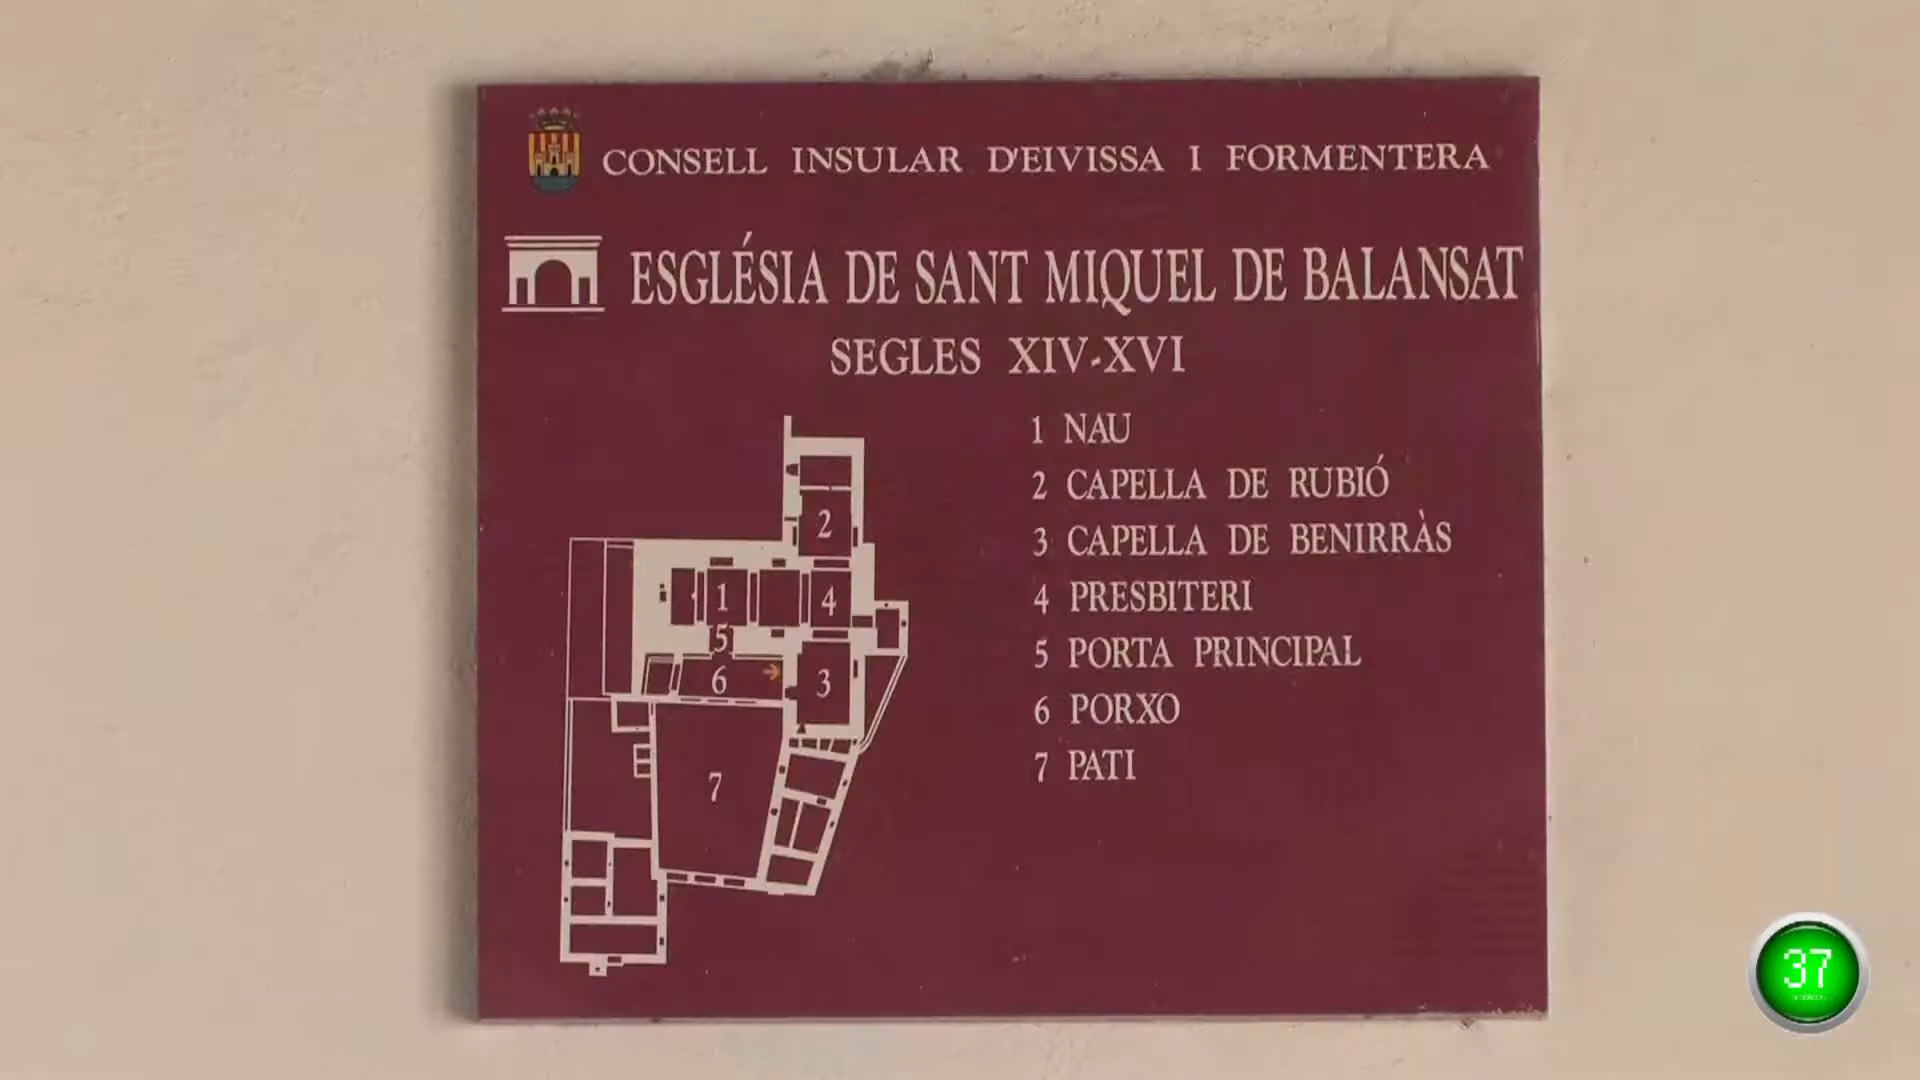 CONSELL INSULAR D'EIVISSA I FORMENTERA
ESGLÉSIA DE SANT MIQUEL DE BALANSAT
SEGLES XIV-XVI
1 NAU
2 CAPELLA DE RUBIÓ
3 CAPELLA DE BENIRRÀS
4 PRESBITERI
5 PORTA PRINCIPAL
6 PORXO
7 PATI
2
1
4
5
6
3
7
37